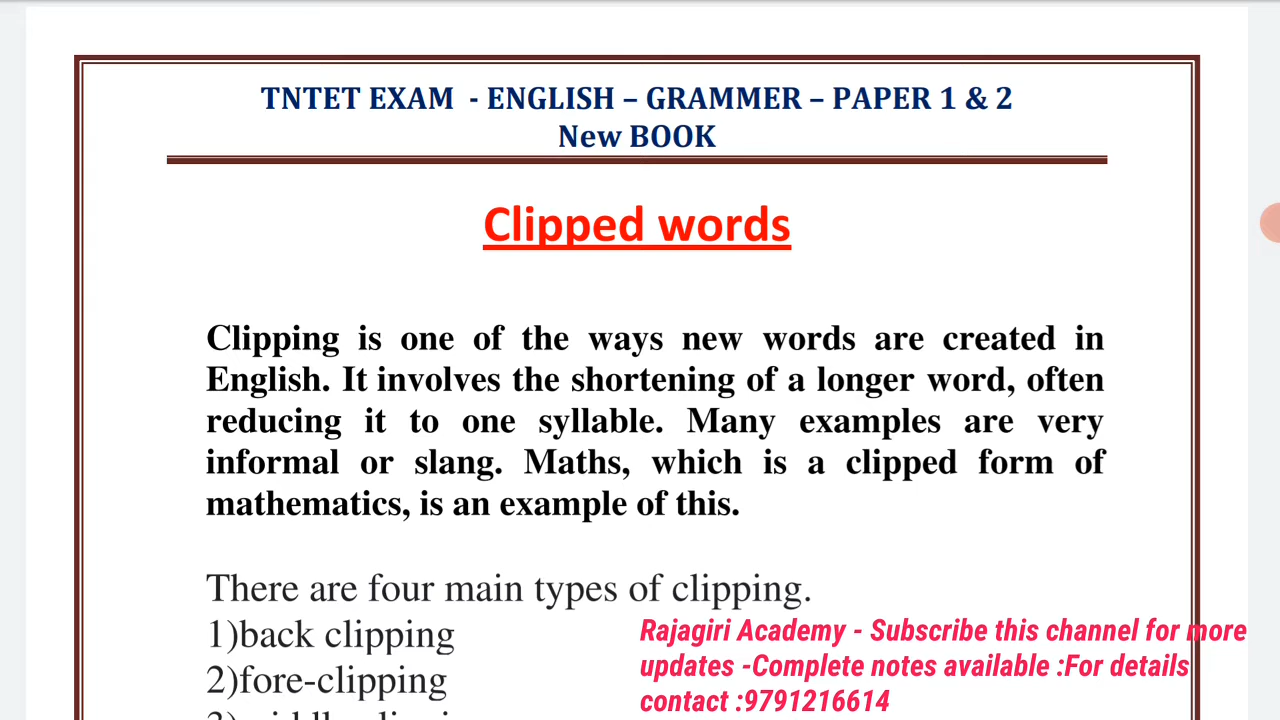 TNTET EXAM - ENGLISH – GRAMMER – PAPER 1 & 2
New BOOK
Clipped words
Clipping is one of the ways new words are created in
English. It involves the shortening of a longer word, often
reducing it to one syllable. Many examples are very
informal or slang. Maths, which is a clipped form of
mathematics, is an example of this.
There are four main types of clipping.
1)back clipping
2)fore-clipping
Rajagiri Academy - Subscribe this channel for more
updates -Complete notes available :For details
contact :9791216614